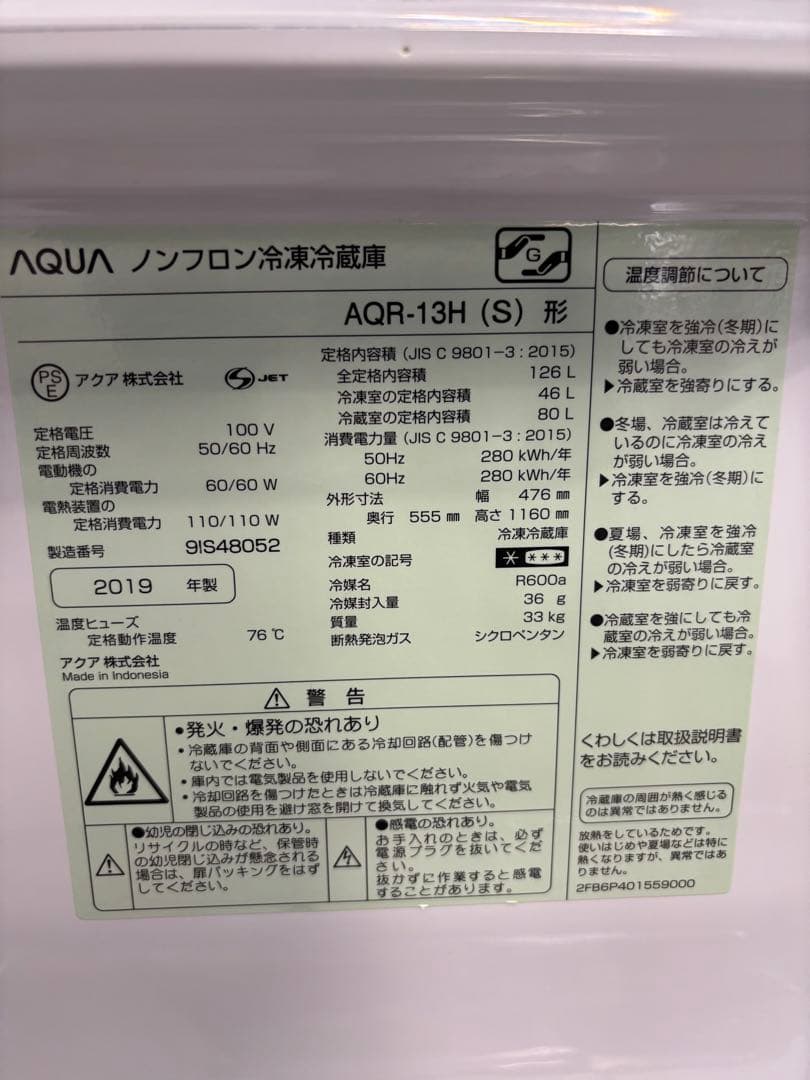 AQUA ノンフロン冷凍冷蔵庫
G
AQR-13H (S) 形
PSE アクア 株式会社
JET
定格電圧 100 V
定格周波数 50/60 Hz
電動機の
定格消費電力 60/60 W
電熱装置の
定格消費電力 110/110 W
製造番号 9IS48052
2019 年製
温度ヒューズ
定格動作温度 76 ℃
アクア 株式会社
Made in Indonesia
定格内容積 (JIS C 9801-3 : 2015)
全定格内容積 126 L
冷凍室の定格内容積 46 L
冷蔵室の定格内容積 80 L
消費電力量 (JIS C 9801-3 : 2015)
50Hz 280 kWh/年
60Hz 280 kWh/年
外形寸法 幅 476 mm
奥行 555 mm 高さ 1160 mm
種類 冷凍冷蔵庫
冷凍室の記号
冷媒名 R600a
冷媒封入量 36 g
質量 33 kg
断熱発泡ガス シクロペンタン
警告
●発火・爆発の恐れあり
・冷蔵庫の背面や側面にある冷却回路(配管)を傷つけ
ないでください。
・庫内では電気製品を使用しないでください。
・冷却回路を傷つけたときは冷蔵庫に触れず火気や電気
製品の使用を避け窓を開けて換気してください。
●幼児の閉じ込みの恐れあり。
リサイクルの時など、保管時
の幼児閉じ込みが懸念される
場合は、扉パッキングをはず
してください。
●感電の恐れあり。
お手入れのときは、必ず
電源プラグを抜いてくだ
さい。
抜かずに作業すると感電
することがあります。
温度調節について
●冷凍室を強冷(冬期)に
しても冷凍室の冷えが
弱い場合。
▶冷蔵室を強寄りにする。
●冬場、冷蔵室は冷えて
いるのに冷凍室の冷え
が弱い場合。
▶冷凍室を強冷(冬期)に
する。
●夏場、冷凍室を強冷
(冬期)にしたら冷蔵室
の冷えが弱い場合。
▶冷凍室を弱寄りに戻す。
●冷蔵室を強にしても冷
蔵室の冷えが弱い場合。
▶冷凍室を弱寄りに戻す。
くわしくは取扱説明書
をお読みください。
冷蔵庫の周囲が熱く感じる
のは異常ではありません。
放熱をしているためです。
使いはじめや夏場などは特に
熱くなりますが、異常ではあ
りません。
2FB6P401559000